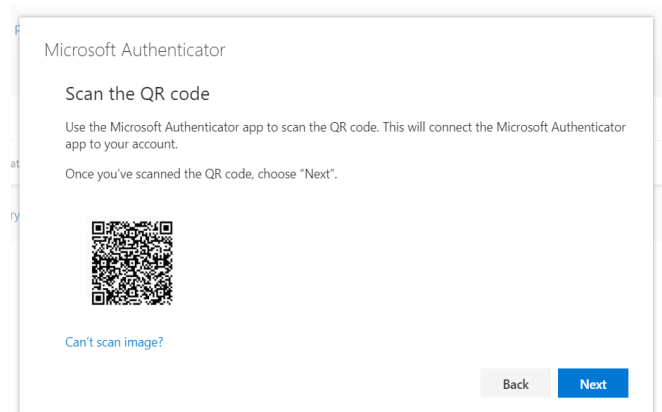 Microsoft Authenticator
Scan the QR code
Use the Microsoft Authenticator app to scan the QR code. This will connect the Microsoft Authenticator
app to your account.
Once you've scanned the QR code, choose “Next”.
Can't scan image?
Back Next